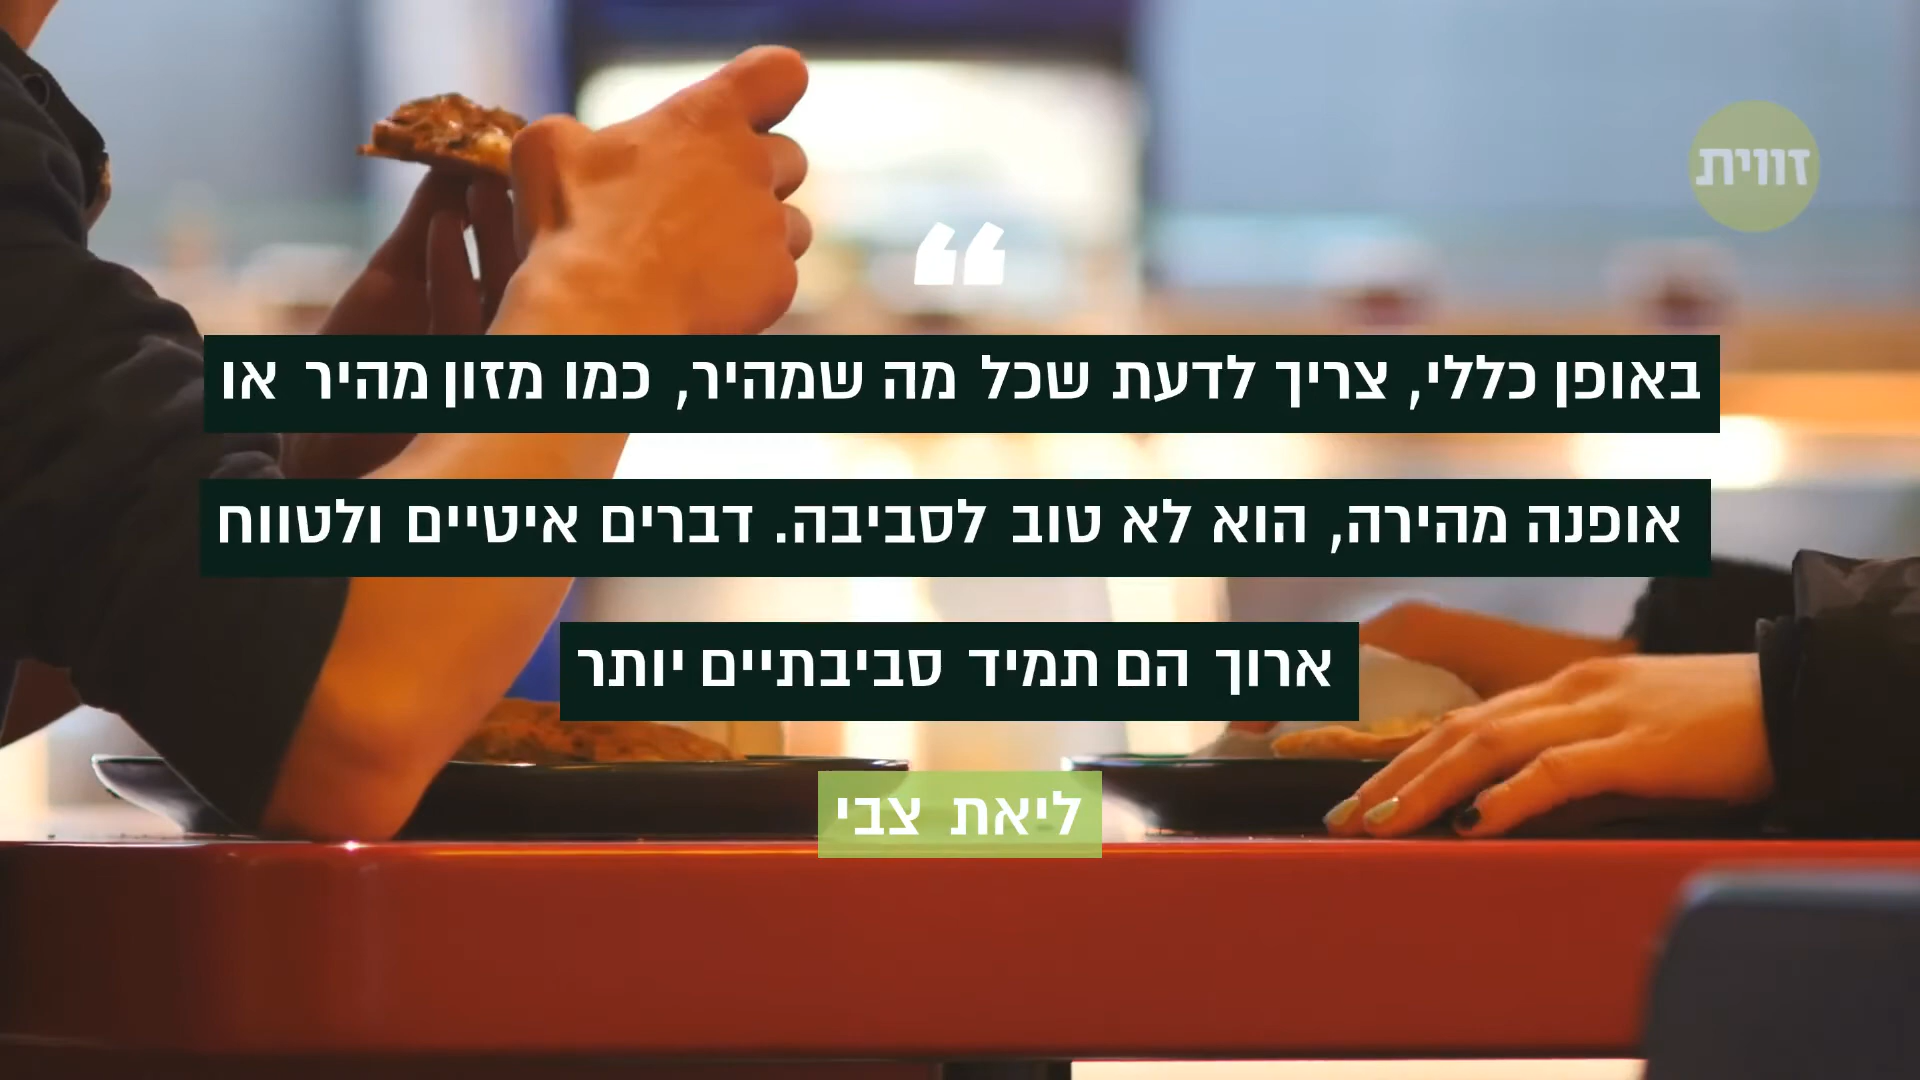 זווית
“
באופן כללי, צריך לדעת שכל מה שמהיר, כמו מזון מהיר או
אופנה מהירה, הוא לא טוב לסביבה. דברים איטיים ולטווח
ארוך הם תמיד סביבתיים יותר
ליאת צבי